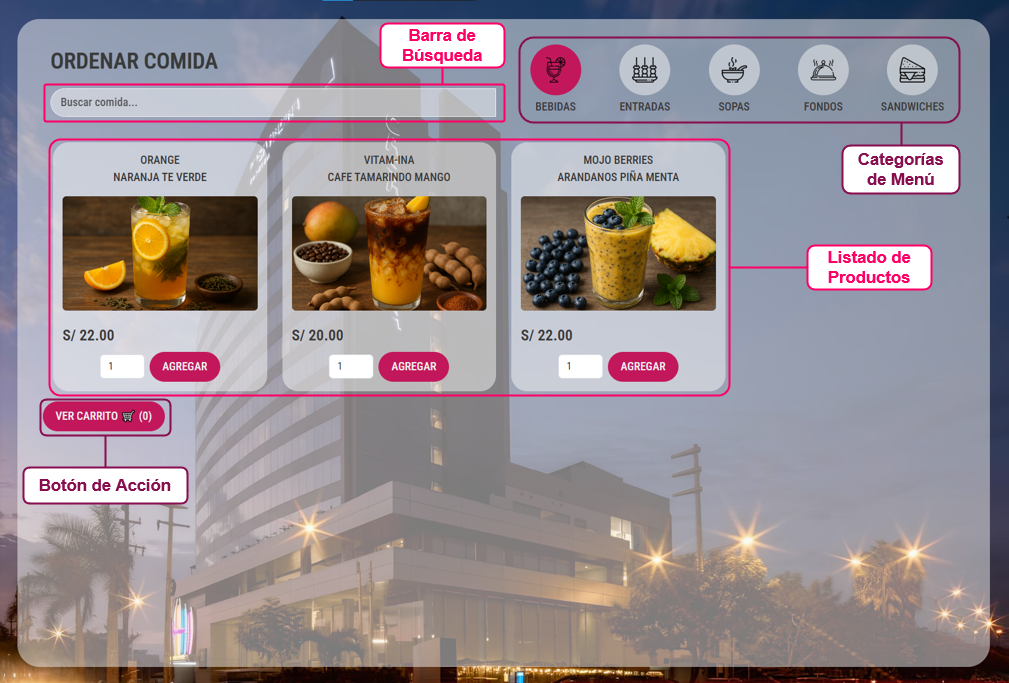 Barra de
Búsqueda
ORDENAR COMIDA
Buscar comida...
BEBIDAS
ENTRADAS
SOPAS
FONDOS
SANDWICHES
Categorías
de Menú
ORANGE
NARANJA TE VERDE
VITAM-INA
CAFE TAMARINDO MANGO
MOJO BERRIES
ARANDANOS PIÑA MENTA
Listado de
Productos
S/ 22.00
S/ 20.00
S/ 22.00
1 AGREGAR
1 AGREGAR
1 AGREGAR
VER CARRITO 🛒 (0)
Botón de Acción